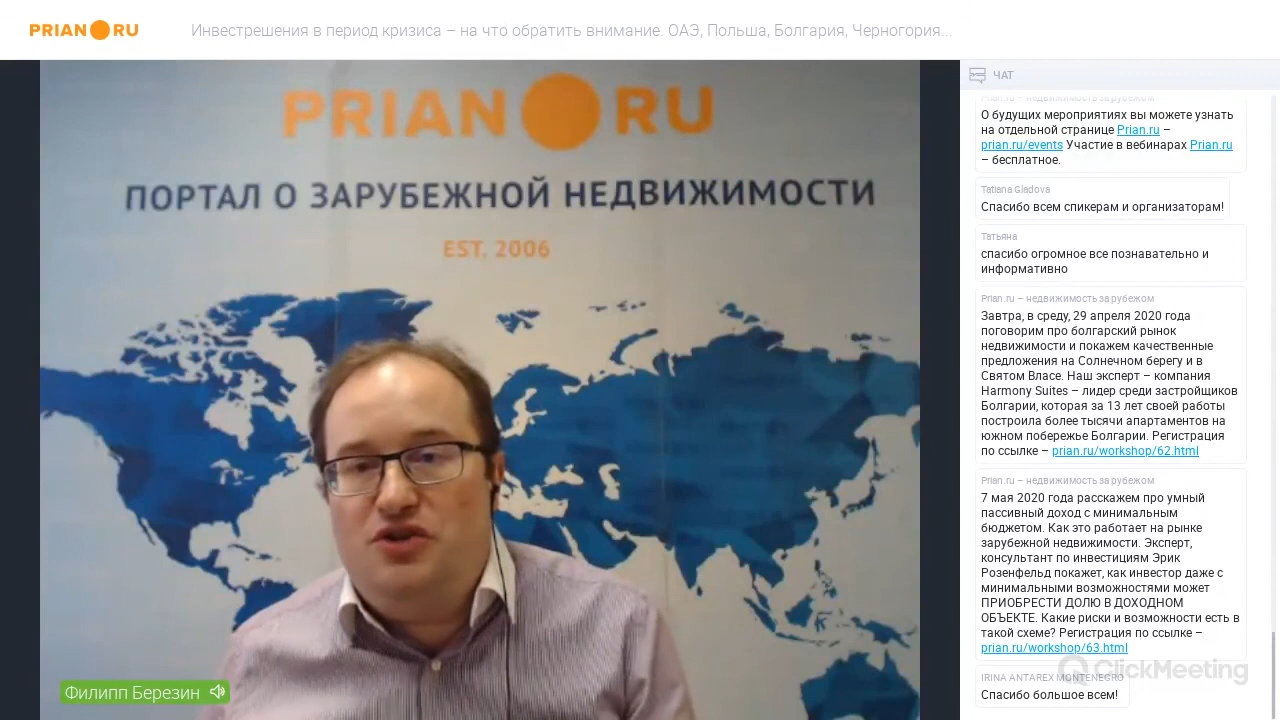 PRIAN RU
Инвестрешения в период кризиса – на что обратить внимание. ОАЭ, Польша, Болгария, Черногория...
PRIAN RU
ПОРТАЛ О ЗАРУБЕЖНОЙ НЕДВИЖИМОСТИ
EST. 2006
Филипп Березин
ЧАТ
Prian.ru – недвижимость за рубежом
О будущих мероприятиях вы можете узнать
на отдельной странице Prian.ru –
prian.ru/events Участие в вебинарах Prian.ru
– бесплатное.
Tatiana Gladova
Спасибо всем спикерам и организаторам!
Татьяна
спасибо огромное все познавательно и
информативно
Prian.ru – недвижимость за рубежом
Завтра, в среду, 29 апреля 2020 года
поговорим про болгарский рынок
недвижимости и покажем качественные
предложения на Солнечном берегу и в
Святом Власе. Наш эксперт – компания
Harmony Suites – лидер среди застройщиков
Болгарии, которая за 13 лет своей работы
построила более тысячи апартаментов на
южном побережье Болгарии. Регистрация
по ссылке – prian.ru/workshop/62.html
Prian.ru – недвижимость за рубежом
7 мая 2020 года расскажем про умный
пассивный доход с минимальным
бюджетом. Как это работает на рынке
зарубежной недвижимости. Эксперт,
консультант по инвестициям Эрик
Розенфельд покажет, как инвестор даже с
минимальными возможностями может
ПРИОБРЕСТИ ДОЛЮ В ДОХОДНОМ
ОБЪЕКТЕ. Какие риски и возможности есть в
такой схеме? Регистрация по ссылке –
prian.ru/workshop/63.html
ClickMeeting
IRINA ANTAREX MONTENEGRO
Спасибо большое всем!